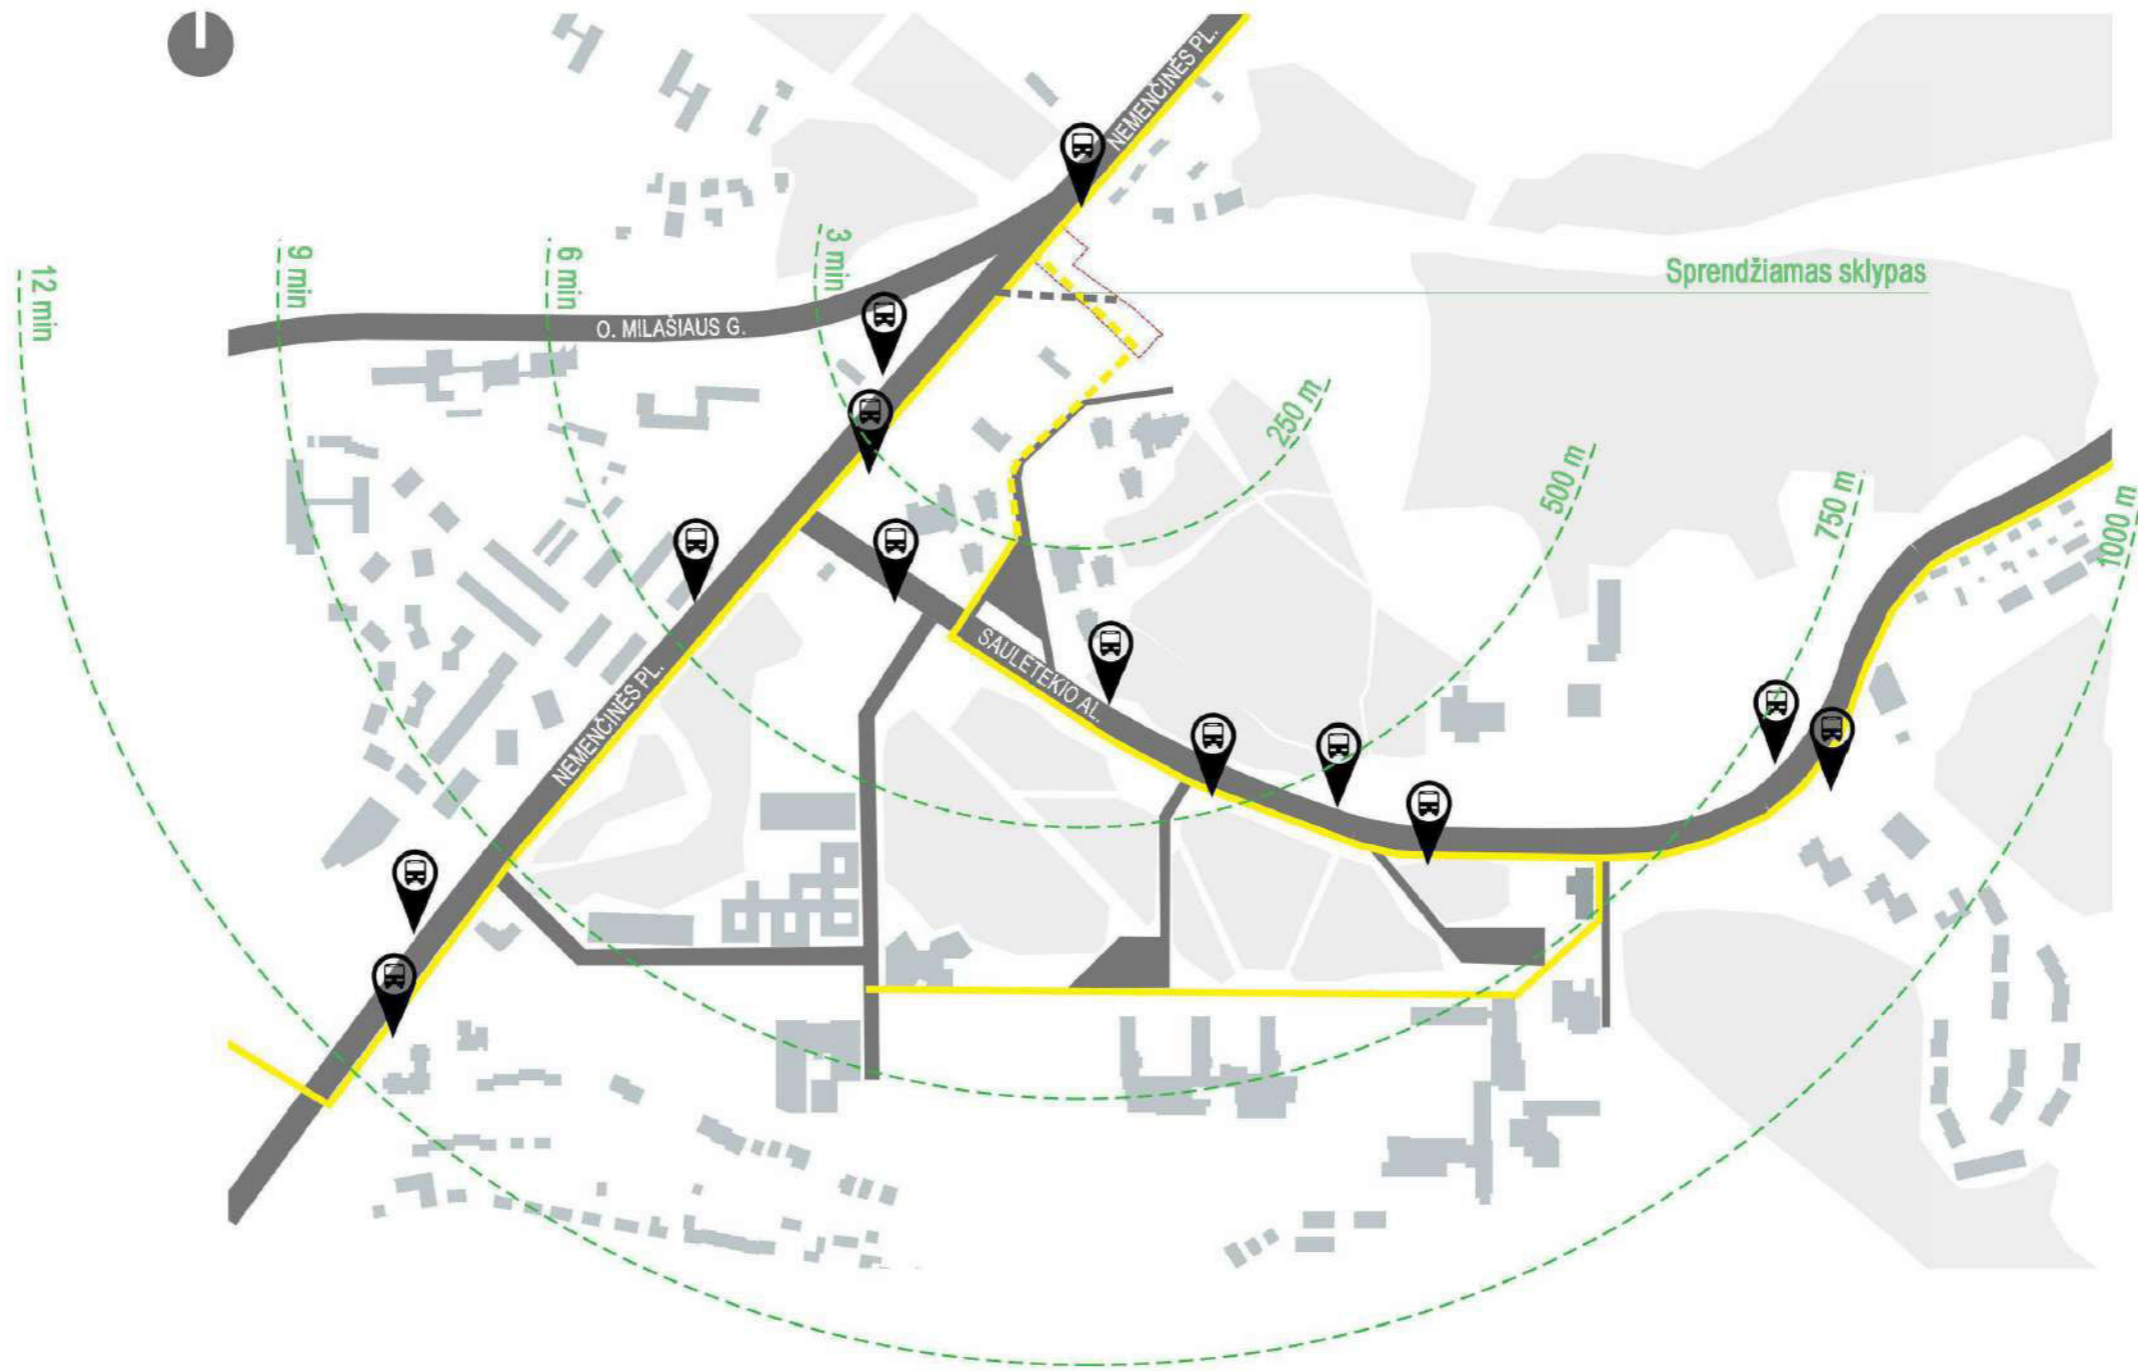 NEMENČINĖS PL.
3 min
6 min
9 min
12 min
Sprendžiamas sklypas
O. MILAŠIAUS G.
250 m
500 m
750 m
1000 m
SAULĖTEKIO AL.
NEMENČINĖS PL.